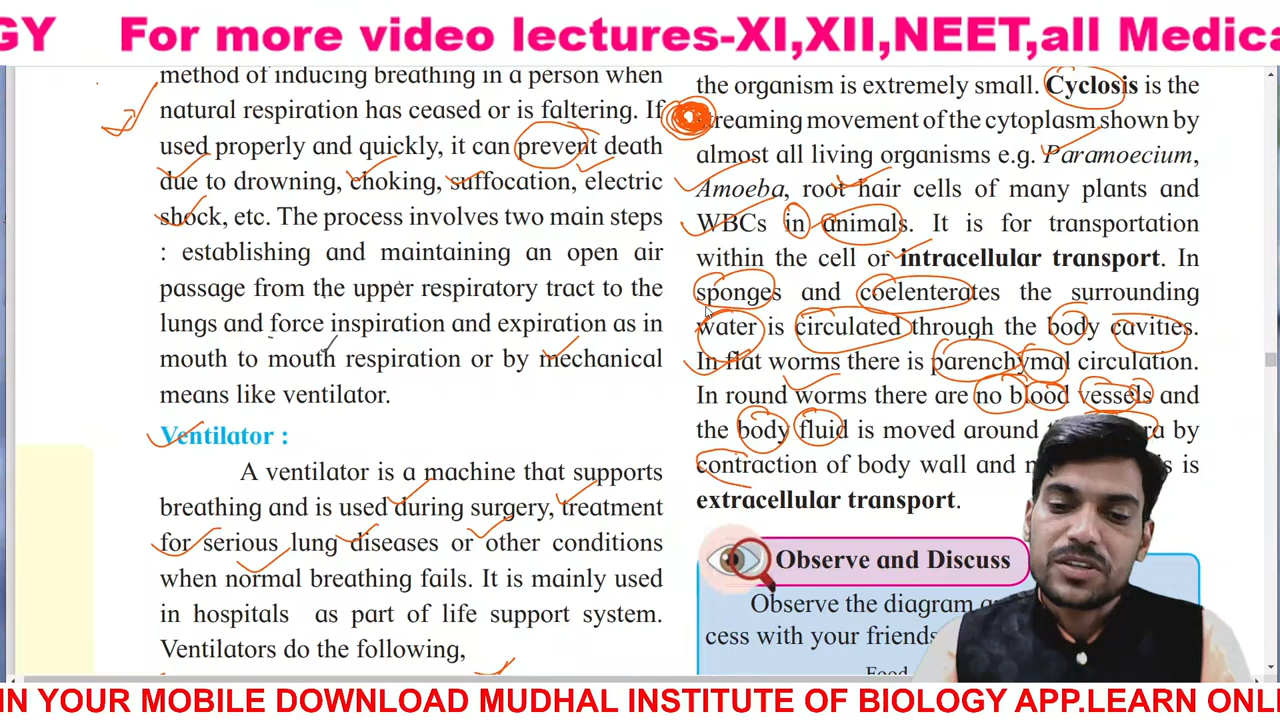 GY For more video lectures-XI,XII,NEET,all Medica
method of inducing breathing in a person when
natural respiration has ceased or is faltering. If
used properly and quickly, it can prevent death
due to drowning, choking, suffocation, electric
shock, etc. The process involves two main steps
: establishing and maintaining an open air
passage from the upper respiratory tract to the
lungs and force inspiration and expiration as in
mouth to mouth respiration or by mechanical
means like ventilator.
Ventilator :
A ventilator is a machine that supports
breathing and is used during surgery, treatment
for serious lung diseases or other conditions
when normal breathing fails. It is mainly used
in hospitals as part of life support system.
Ventilators do the following,
the organism is extremely small. Cyclosis is the
streaming movement of the cytoplasm shown by
almost all living organisms e.g. Paramoecium,
Amoeba, root hair cells of many plants and
WBCs in animals. It is for transportation
within the cell or intracellular transport. In
sponges and coelenterates the surrounding
water is circulated through the body cavities.
In flat worms there is parenchymal circulation.
In round worms there are no blood vessels and
the body fluid is moved around by
contraction of body wall and is
extracellular transport.
Observe and Discuss
Observe the diagram
cess with your friends
Food
IN YOUR MOBILE DOWNLOAD MUDHAL INSTITUTE OF BIOLOGY APP.LEARN ONL